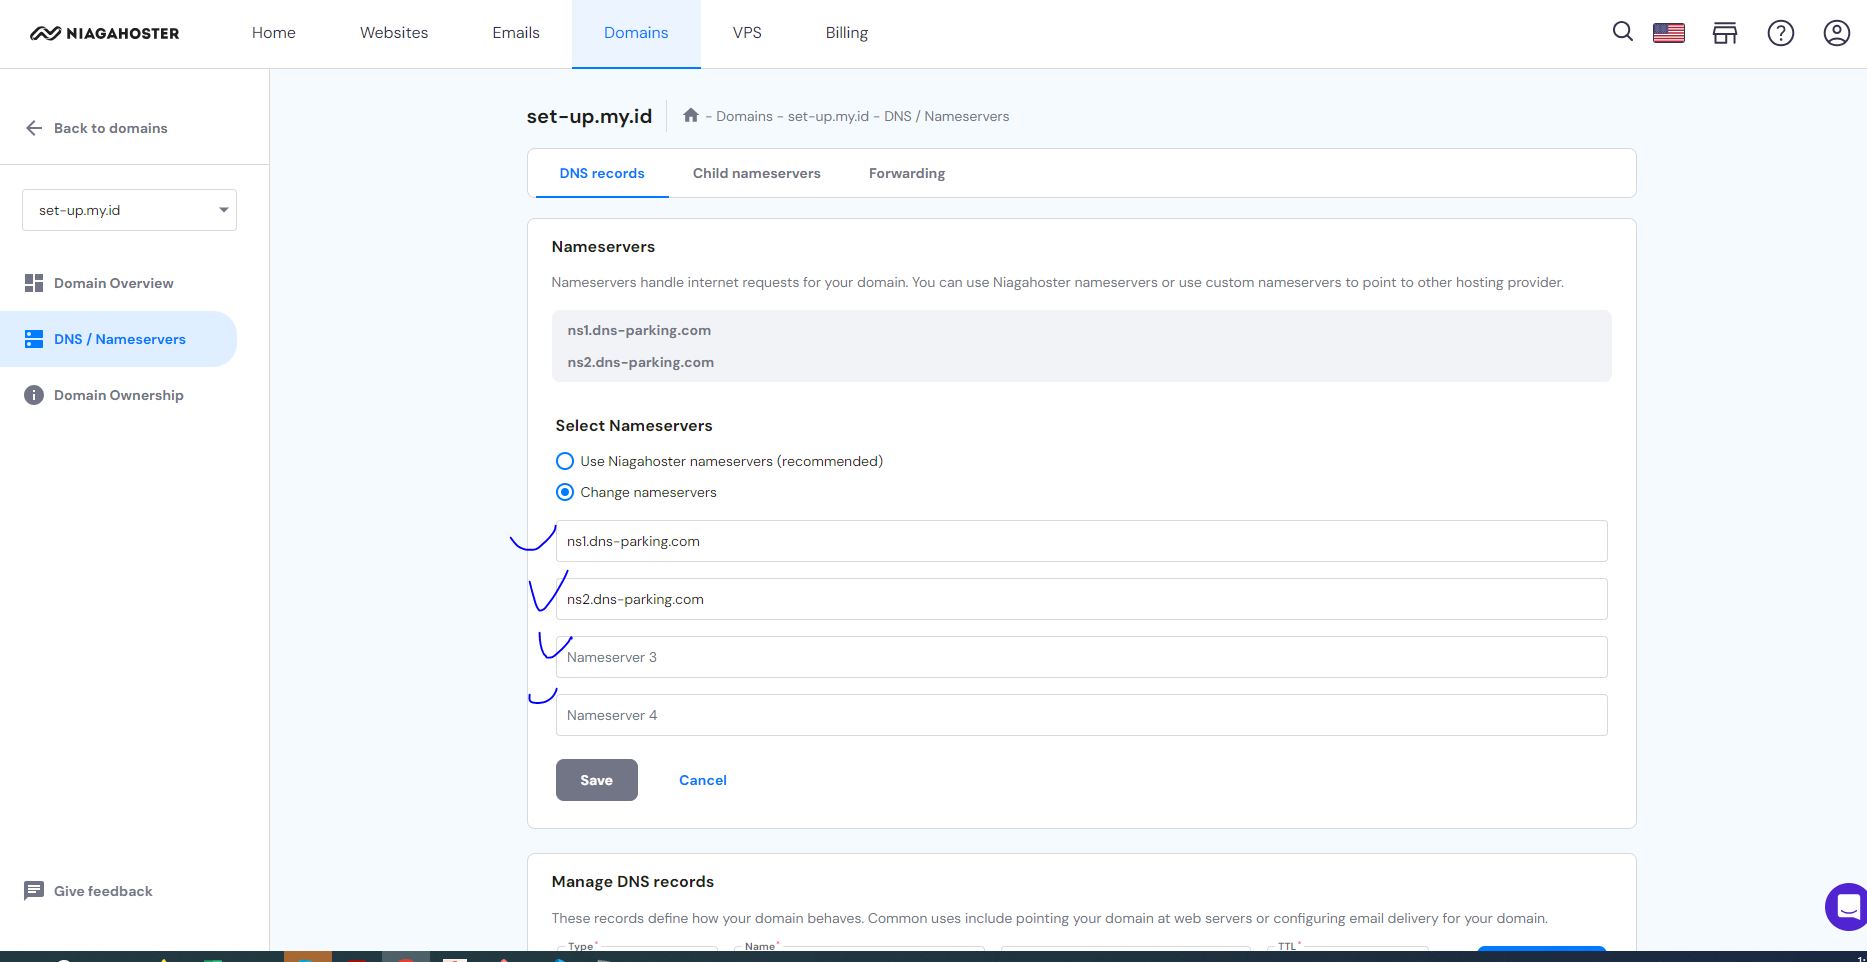 NIAGAHOSTER
Home Websites Emails Domains VPS Billing
Back to domains
set-up.my.id
Domain Overview
DNS / Nameservers
Domain Ownership
Give feedback
set-up.my.id - Domains - set-up.my.id - DNS / Nameservers
DNS records Child nameservers Forwarding
Nameservers
Nameservers handle internet requests for your domain. You can use Niagahoster nameservers or use custom nameservers to point to other hosting provider.
ns1.dns-parking.com
ns2.dns-parking.com
Select Nameservers
Use Niagahoster nameservers (recommended)
Change nameservers
ns1.dns-parking.com
ns2.dns-parking.com
Nameserver 3
Nameserver 4
Save Cancel
Manage DNS records
These records define how your domain behaves. Common uses include pointing your domain at web servers or configuring email delivery for your domain.
Type* Name* TTL*